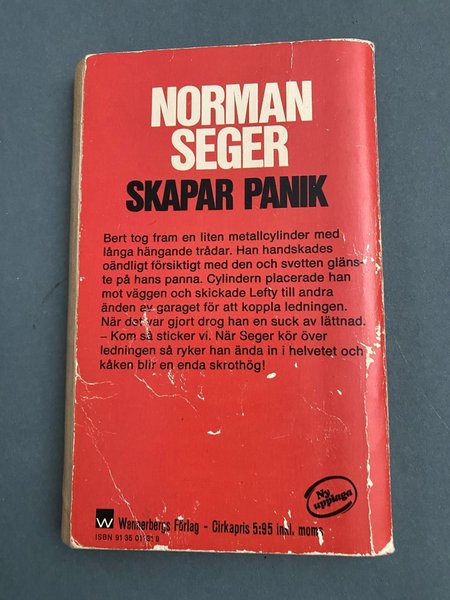 NORMAN
SEGER
SKAPAR PANIK
Bert tog fram en liten metallcylinder med
långa hängande trådar. Han handskades
oändligt försiktigt med den och svetten gläns-
te på hans panna. Cylindern placerade han
mot väggen och skickade Lefty till andra
änden av garaget för att koppla ledningen.
När det var gjort drog han en suck av lättnad.
– Kom så sticker vi. När Seger kör över
ledningen så ryker han ända in i helvetet och
kåken blir en enda skrothög!
Ny
upplaga
W Wennerbergs Förlag - Cirkapris 5:95 inkl. moms
ISBN 91 35